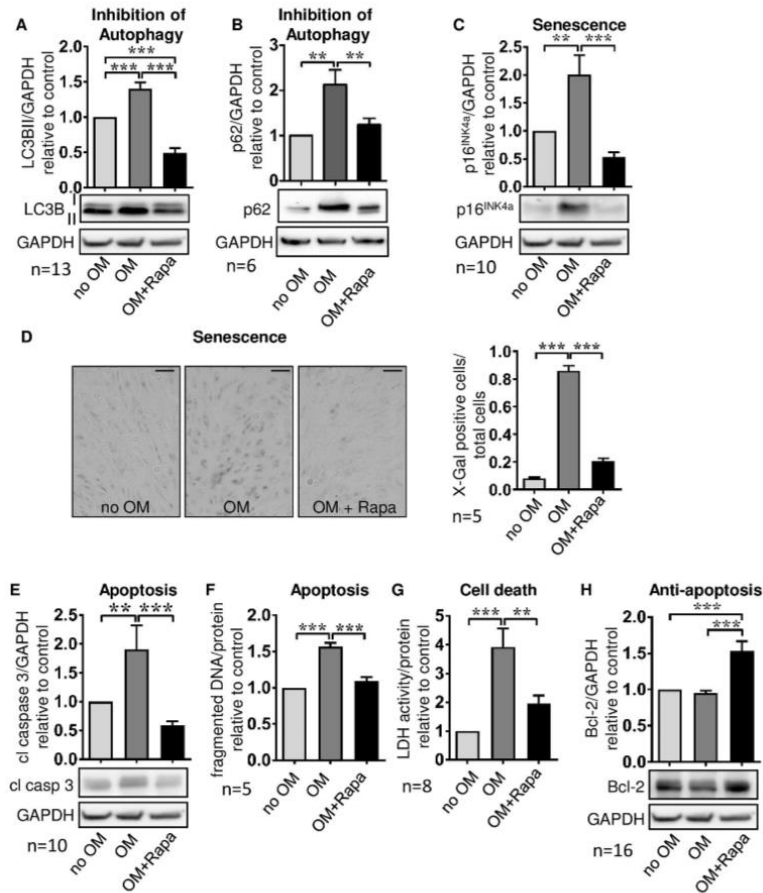 A
Inhibition of
Autophagy
LC3BII/GAPDH
relative to control
2.0
1.5
1.0
0.5
0.0
***
*** ***
LC3B I
II
GAPDH
n=13
no OM
OM
OM+Rapa
B
Inhibition of
Autophagy
p62/GAPDH
relative to control
3
2
1
0
** **
p62
GAPDH
n=6
no OM
OM
OM+Rapa
C
Senescence
p16INK4a/GAPDH
relative to control
2.5
2.0
1.5
1.0
0.5
0.0
** ***
p16INK4a
GAPDH
n=10
no OM
OM
OM+Rapa
D
Senescence
no OM
OM
OM + Rapa
X-Gal positive cells/
total cells
1.0
0.8
0.6
0.4
0.2
0.0
*** ***
n=5
no OM
OM
OM+Rapa
E
Apoptosis
cl caspase 3/GAPDH
relative to control
2.5
2.0
1.5
1.0
0.5
0.0
** ***
cl casp 3
GAPDH
n=10
no OM
OM
OM+Rapa
F
Apoptosis
fragmented DNA/protein
relative to control
2.0
1.5
1.0
0.5
0.0
*** ***
n=5
no OM
OM
OM+Rapa
G
Cell death
LDH activity/protein
relative to control
5
4
3
2
1
0
*** **
n=8
no OM
OM
OM+Rapa
H
Anti-apoptosis
Bcl-2/GAPDH
relative to control
2.0
1.5
1.0
0.5
0.0
***
***
Bcl-2
GAPDH
n=16
no OM
OM
OM+Rapa